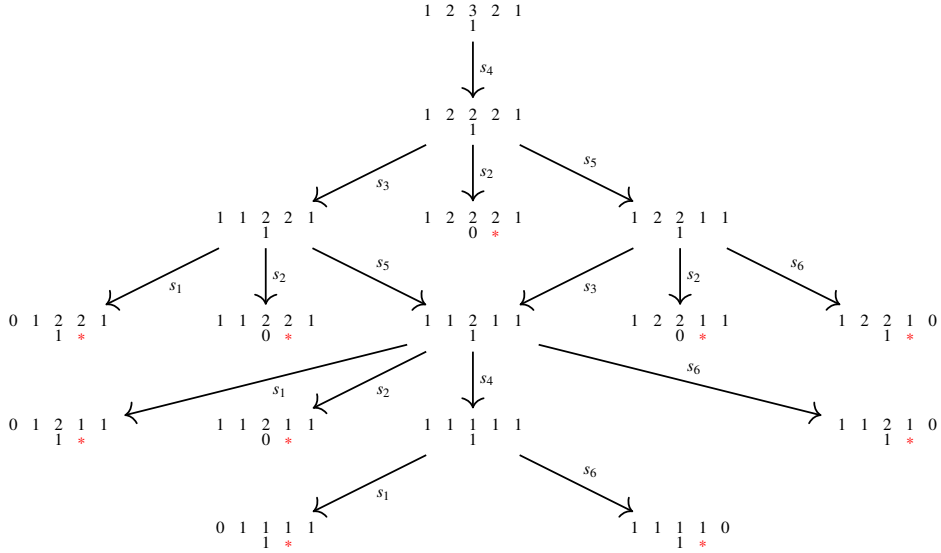 1 2 3 2 1
1
s4
1 2 2 2 1
1
s3 s2 s5
1 1 2 2 1 1 2 2 2 1 1 2 2 1 1
1 0 * 1
s1 s2 s5 s3 s2 s6
0 1 2 2 1 1 1 2 2 1 1 1 2 1 1 1 2 2 1 1 1 2 2 1 0
1 * 0 * 1 0 * 1 *
s1 s2 s4 s6
0 1 2 1 1 1 1 2 1 1 1 1 1 1 1 1 1 2 1 0
1 * 0 * 1 1 *
s1 s6
0 1 1 1 1 1 1 1 1 0
1 * 1 *